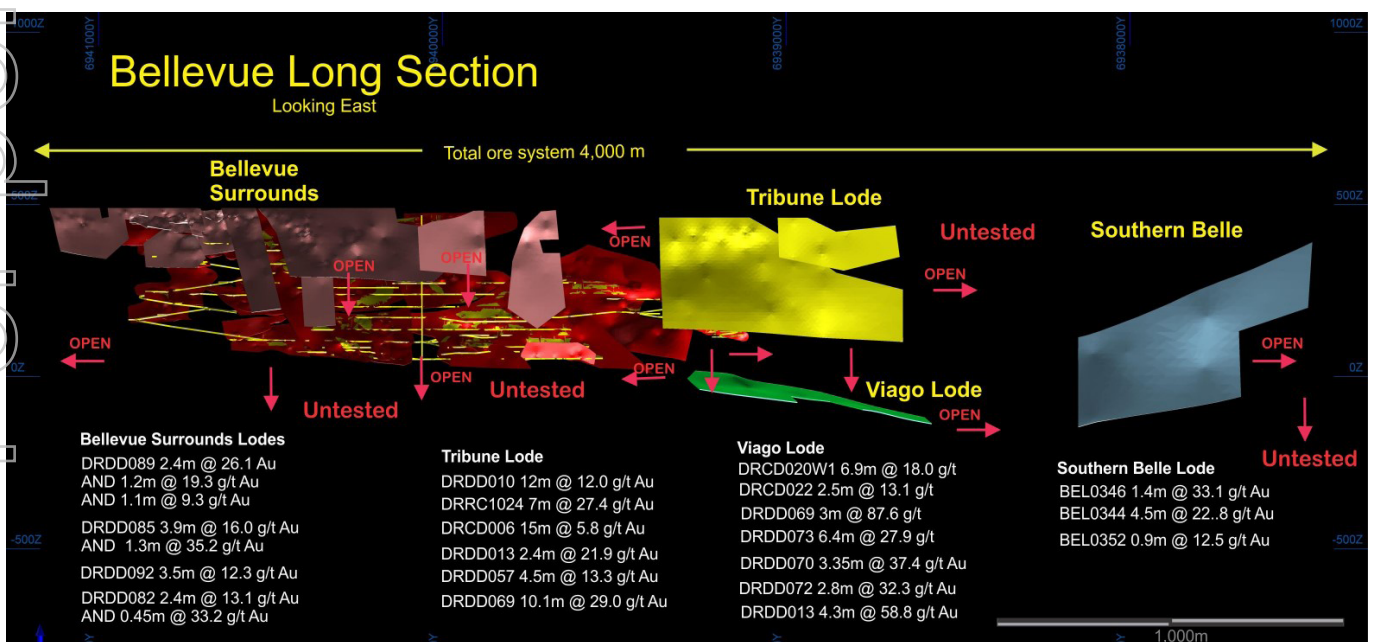 1000Z
1000Z
6941000Y
6940000Y
6939000Y
6938000Y
Bellevue Long Section
Looking East
Total ore system 4,000 m
Bellevue
Surrounds
Tribune Lode
Southern Belle
500Z
500Z
Untested
OPEN
OPEN
OPEN
OPEN
OPEN
OPEN
OPEN
OPEN
0Z
0Z
Untested
Untested
Viago Lode
OPEN
Untested
Bellevue Surrounds Lodes
DRDD089 2.4m @ 26.1 Au
AND 1.2m @ 19.3 g/t Au
AND 1.1m @ 9.3 g/t Au
DRDD085 3.9m @ 16.0 g/t Au
AND 1.3m @ 35.2 g/t Au
DRDD092 3.5m @ 12.3 g/t Au
DRDD082 2.4m @ 13.1 g/t Au
AND 0.45m @ 33.2 g/t Au
Tribune Lode
DRDD010 12m @ 12.0 g/t Au
DRRC1024 7m @ 27.4 g/t Au
DRCD006 15m @ 5.8 g/t Au
DRDD013 2.4m @ 21.9 g/t Au
DRDD057 4.5m @ 13.3 g/t Au
DRDD069 10.1m @ 29.0 g/t Au
Viago Lode
DRCD020W1 6.9m @ 18.0 g/t
DRCD022 2.5m @ 13.1 g/t
DRDD069 3m @ 87.6 g/t
DRDD073 6.4m @ 27.9 g/t
DRDD070 3.35m @ 37.4 g/t Au
DRDD072 2.8m @ 32.3 g/t Au
DRDD013 4.3m @ 58.8 g/t Au
Southern Belle Lode
BEL0346 1.4m @ 33.1 g/t Au
BEL0344 4.5m @ 22..8 g/t Au
BEL0352 0.9m @ 12.5 g/t Au
-500Z
-500Z
1,000m